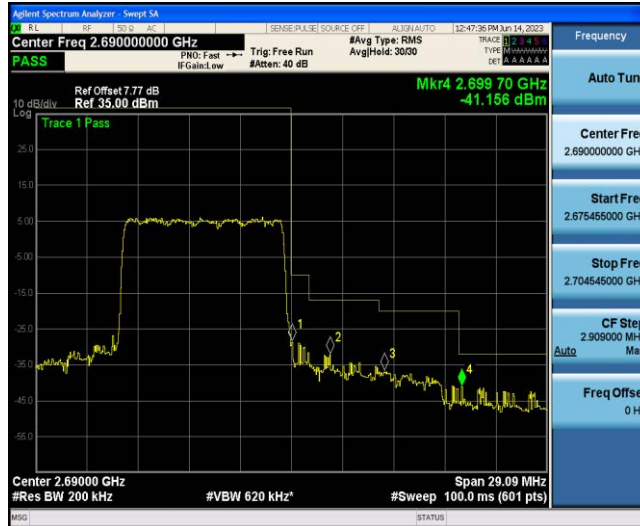 Agilent Spectrum Analyzer - Swept SA
RL RF 50 Ω AC SENSE:PULSE SOURCE OFF ALIGN AUTO 12:47:36 PM Jun 14, 2023
Center Freq 2.690000000 GHz
PASS
PNO: Fast
IFGain:Low
Trig: Free Run
#Atten: 40 dB
#Avg Type: RMS
Avg|Hold: 30/30
TRACE 1 2 3 4 5 6
TYPE M
DET A A A A A A
Mkr4 2.699 70 GHz
-41.156 dBm
Ref Offset 7.77 dB
Ref 35.00 dBm
10 dB/div
Log
Trace 1 Pass
25.0
15.0
5.00
-5.00
-15.0
-25.0
-35.0
-45.0
-55.0
1
2
3
4
Center 2.69000 GHz
Span 29.09 MHz
#Res BW 200 kHz
#VBW 620 kHz*
#Sweep 100.0 ms (601 pts)
MSG
STATUS
Frequency
Auto Tun
Center Fre
2.690000000 GH
Start Fre
2.675455000 GH
Stop Fre
2.704545000 GH
CF Step
2.909000 MH
Auto Ma
Freq Offse
0 H